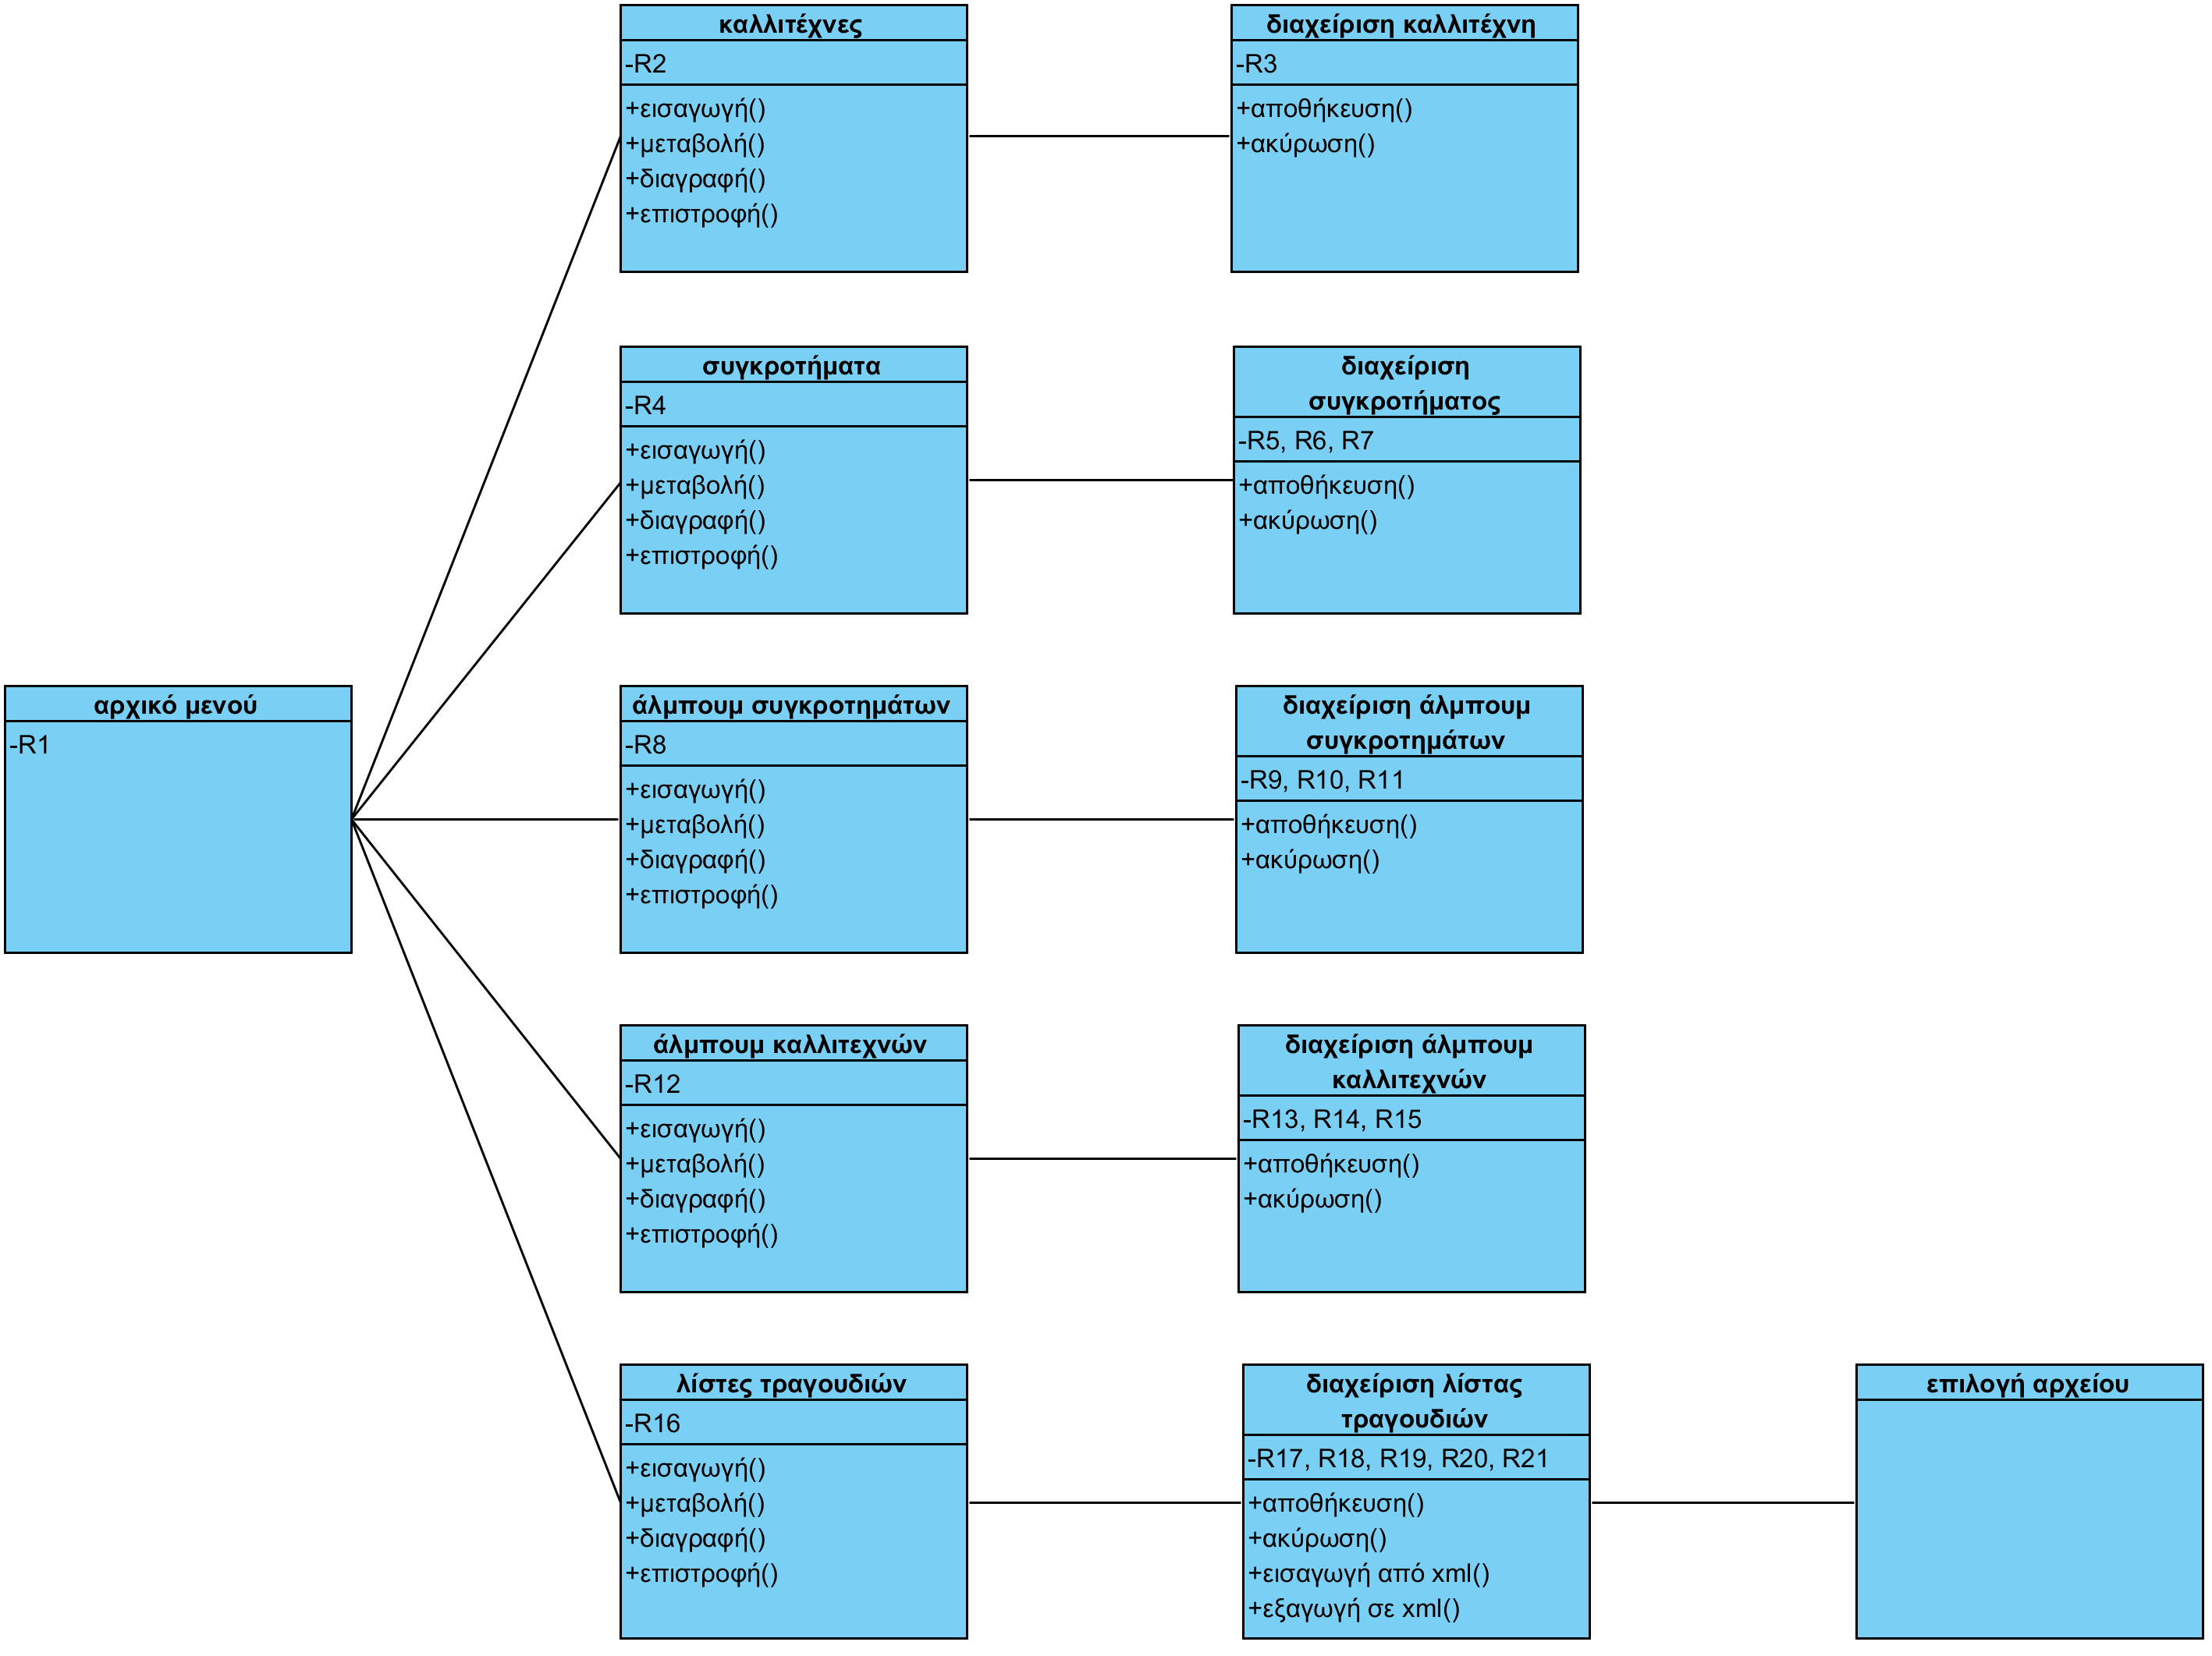 καλλιτέχνες
-R2
+εισαγωγή()
+μεταβολή()
+διαγραφή()
+επιστροφή()
διαχείριση καλλιτέχνη
-R3
+αποθήκευση()
+ακύρωση()
συγκροτήματα
-R4
+εισαγωγή()
+μεταβολή()
+διαγραφή()
+επιστροφή()
διαχείριση
συγκροτήματος
-R5, R6, R7
+αποθήκευση()
+ακύρωση()
αρχικό μενού
-R1
άλμπουμ συγκροτημάτων
-R8
+εισαγωγή()
+μεταβολή()
+διαγραφή()
+επιστροφή()
διαχείριση άλμπουμ
συγκροτημάτων
-R9, R10, R11
+αποθήκευση()
+ακύρωση()
άλμπουμ καλλιτεχνών
-R12
+εισαγωγή()
+μεταβολή()
+διαγραφή()
+επιστροφή()
διαχείριση άλμπουμ
καλλιτεχνών
-R13, R14, R15
+αποθήκευση()
+ακύρωση()
λίστες τραγουδιών
-R16
+εισαγωγή()
+μεταβολή()
+διαγραφή()
+επιστροφή()
διαχείριση λίστας
τραγουδιών
-R17, R18, R19, R20, R21
+αποθήκευση()
+ακύρωση()
+εισαγωγή από xml()
+εξαγωγή σε xml()
επιλογή αρχείου